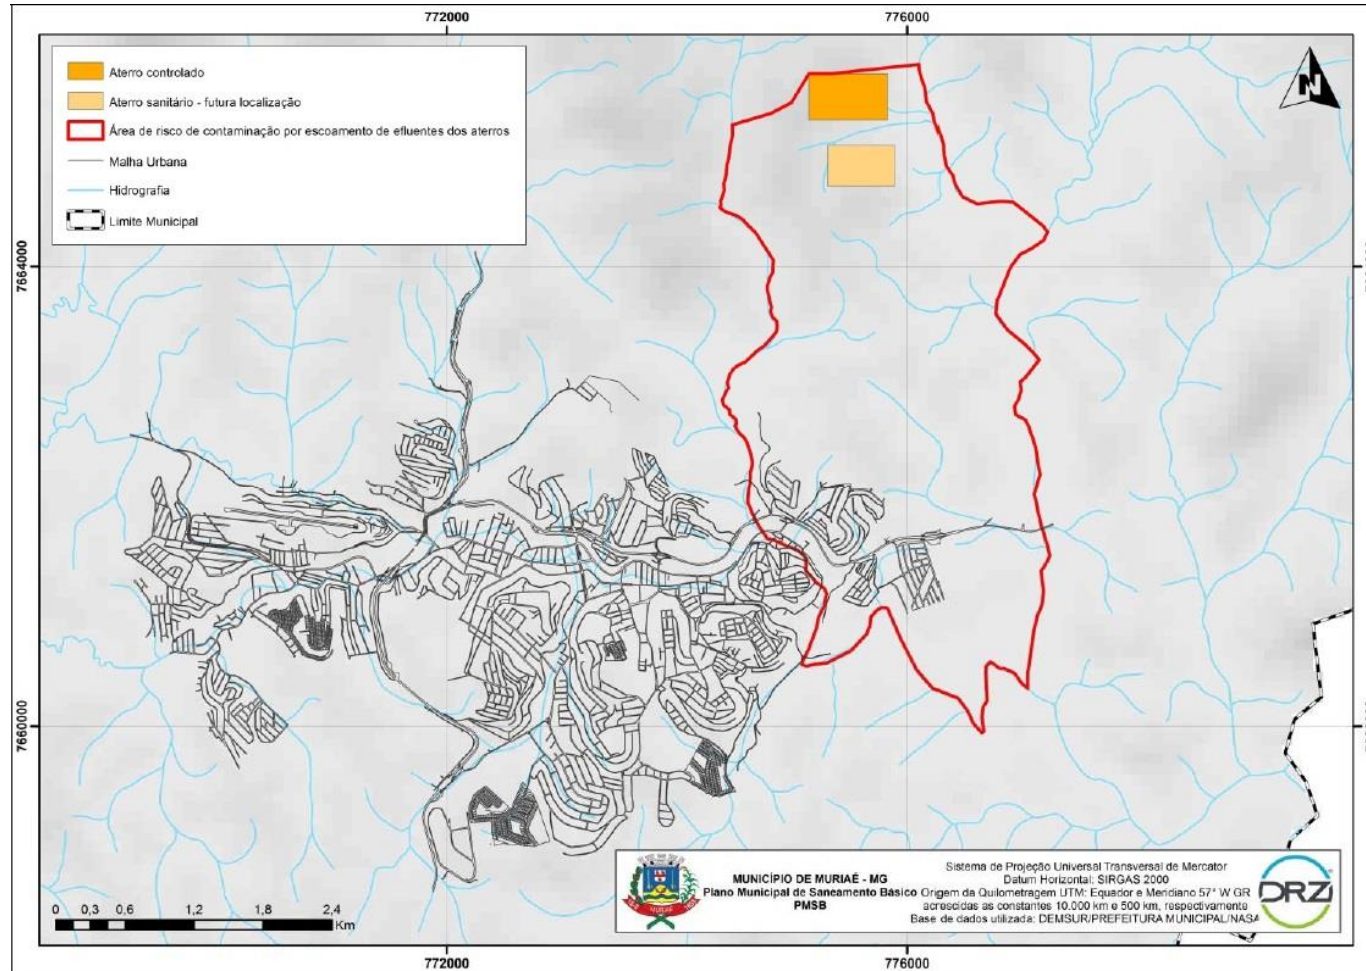 772000
776000
Aterro controlado
Aterro sanitário - futura localização
Área de risco de contaminação por escoamento de efluentes dos aterros
Malha Urbana
Hidrografia
Limite Municipal
N
7664000
7660000
MUNICÍPIO DE MURIAÉ - MG
Plano Municipal de Saneamento Básico
PMSB
Sistema de Projeção Universal Transversal de Mercator
Datum Horizontal: SIRGAS 2000
Origem da Quilometragem UTM: Equador e Meridiano 57° W GR
acrescidas as constantes 10.000 km e 500 km, respectivamente
Base de dados utilizada: DEMSUR/PREFEITURA MUNICIPAL/NASA
DRZ
0 0,3 0,6 1,2 1,8 2,4
Km
772000
776000